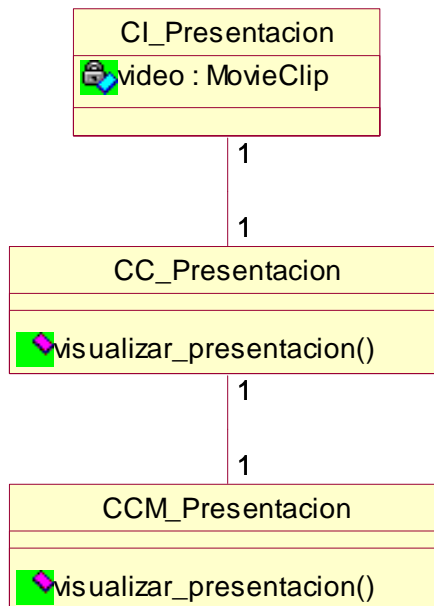 CI_Presentacion
video : MovieClip
1
1
CC_Presentacion
visualizar_presentacion()
1
1
CCM_Presentacion
visualizar_presentacion()